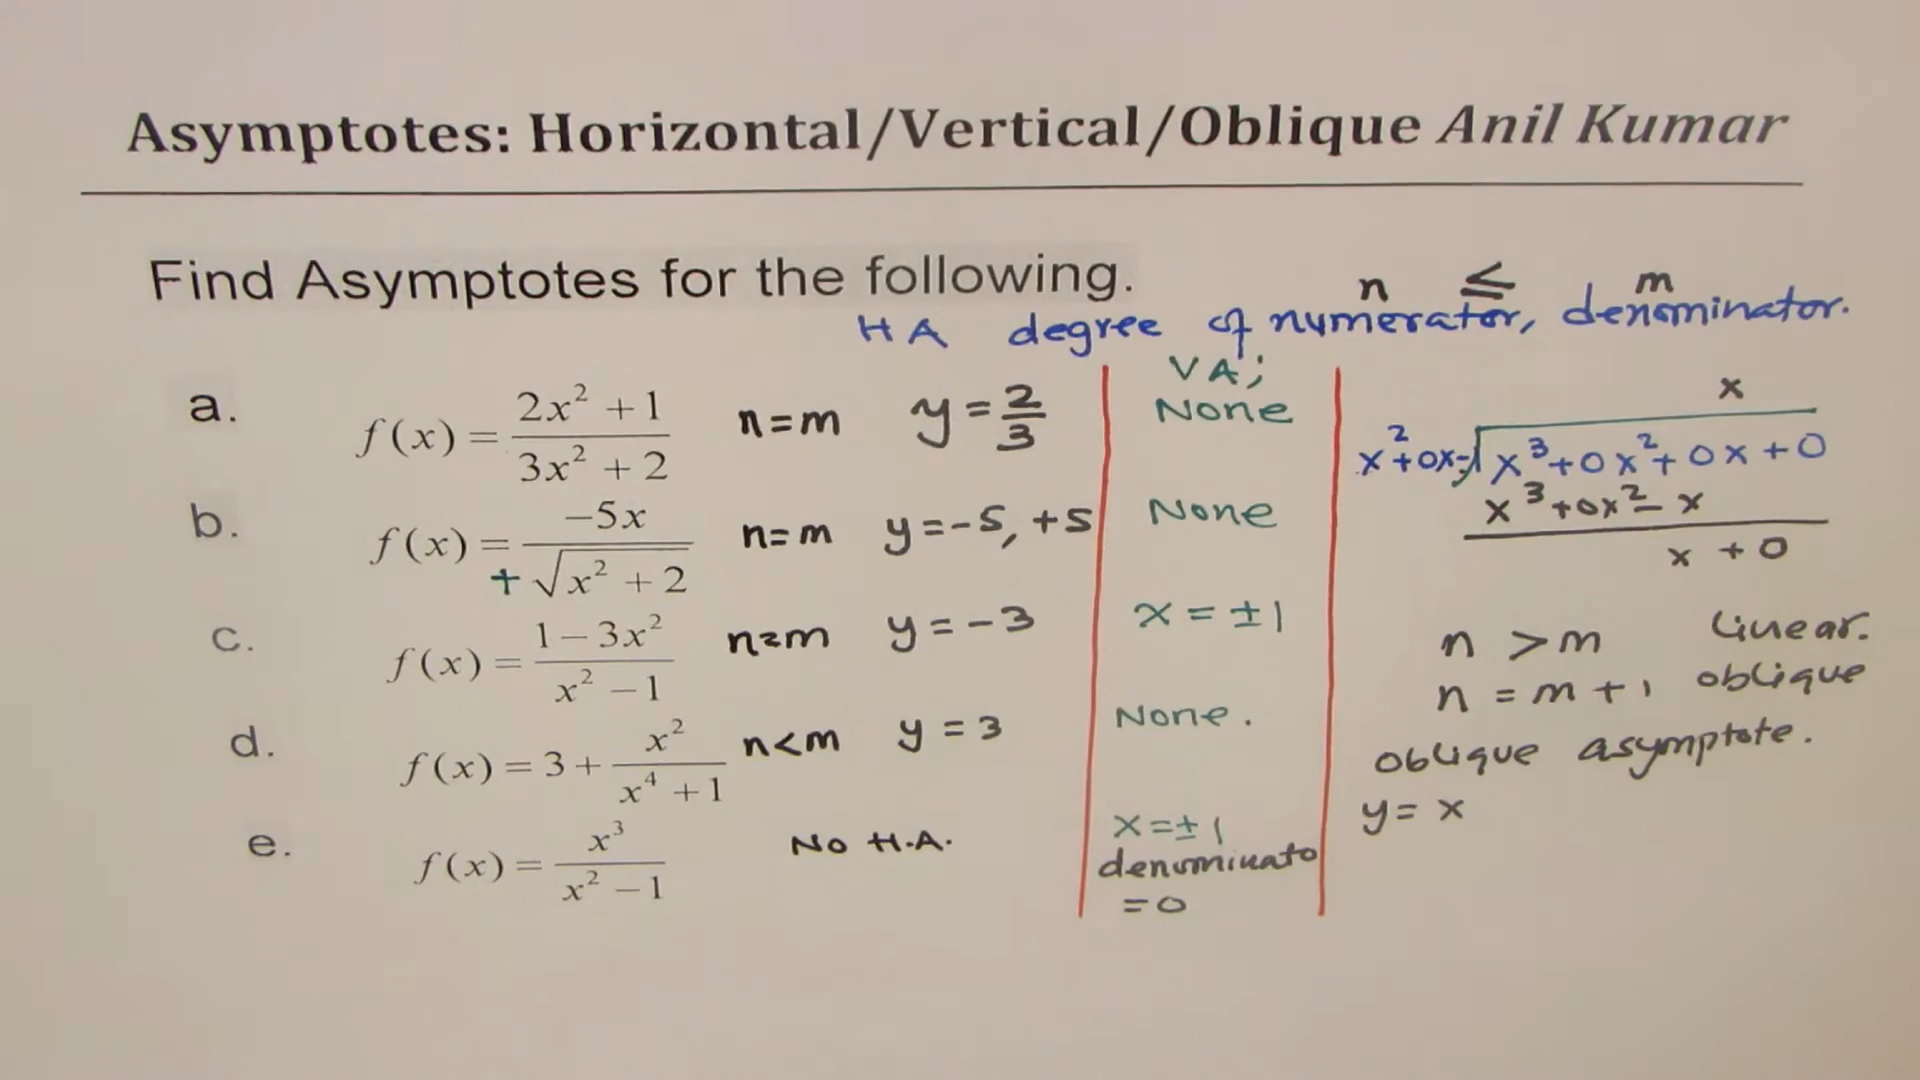 Asymptotes: Horizontal/Vertical/Oblique Anil Kumar
Find Asymptotes for the following.
n ≤ m
HA degree of numerator, denominator.
VA;
a. f(x) = (2x² + 1)/(3x² + 2) n=m y = 2/3 None
b. f(x) = -5x/(+√(x² + 2)) n=m y=-5, +5 None
c. f(x) = (1 - 3x²)/(x² - 1) n=m y=-3 x = ±1
d. f(x) = 3 + x²/(x⁴ + 1) n<m y = 3 None.
e. f(x) = x³/(x² - 1) No H.A. x=±1
denominato
=0
x
x²+0x-1 x³+0x²+0x+0
x³+0x²-x
x +0
n >m Linear.
n = m+1 oblique
oblique asymptote.
y= x